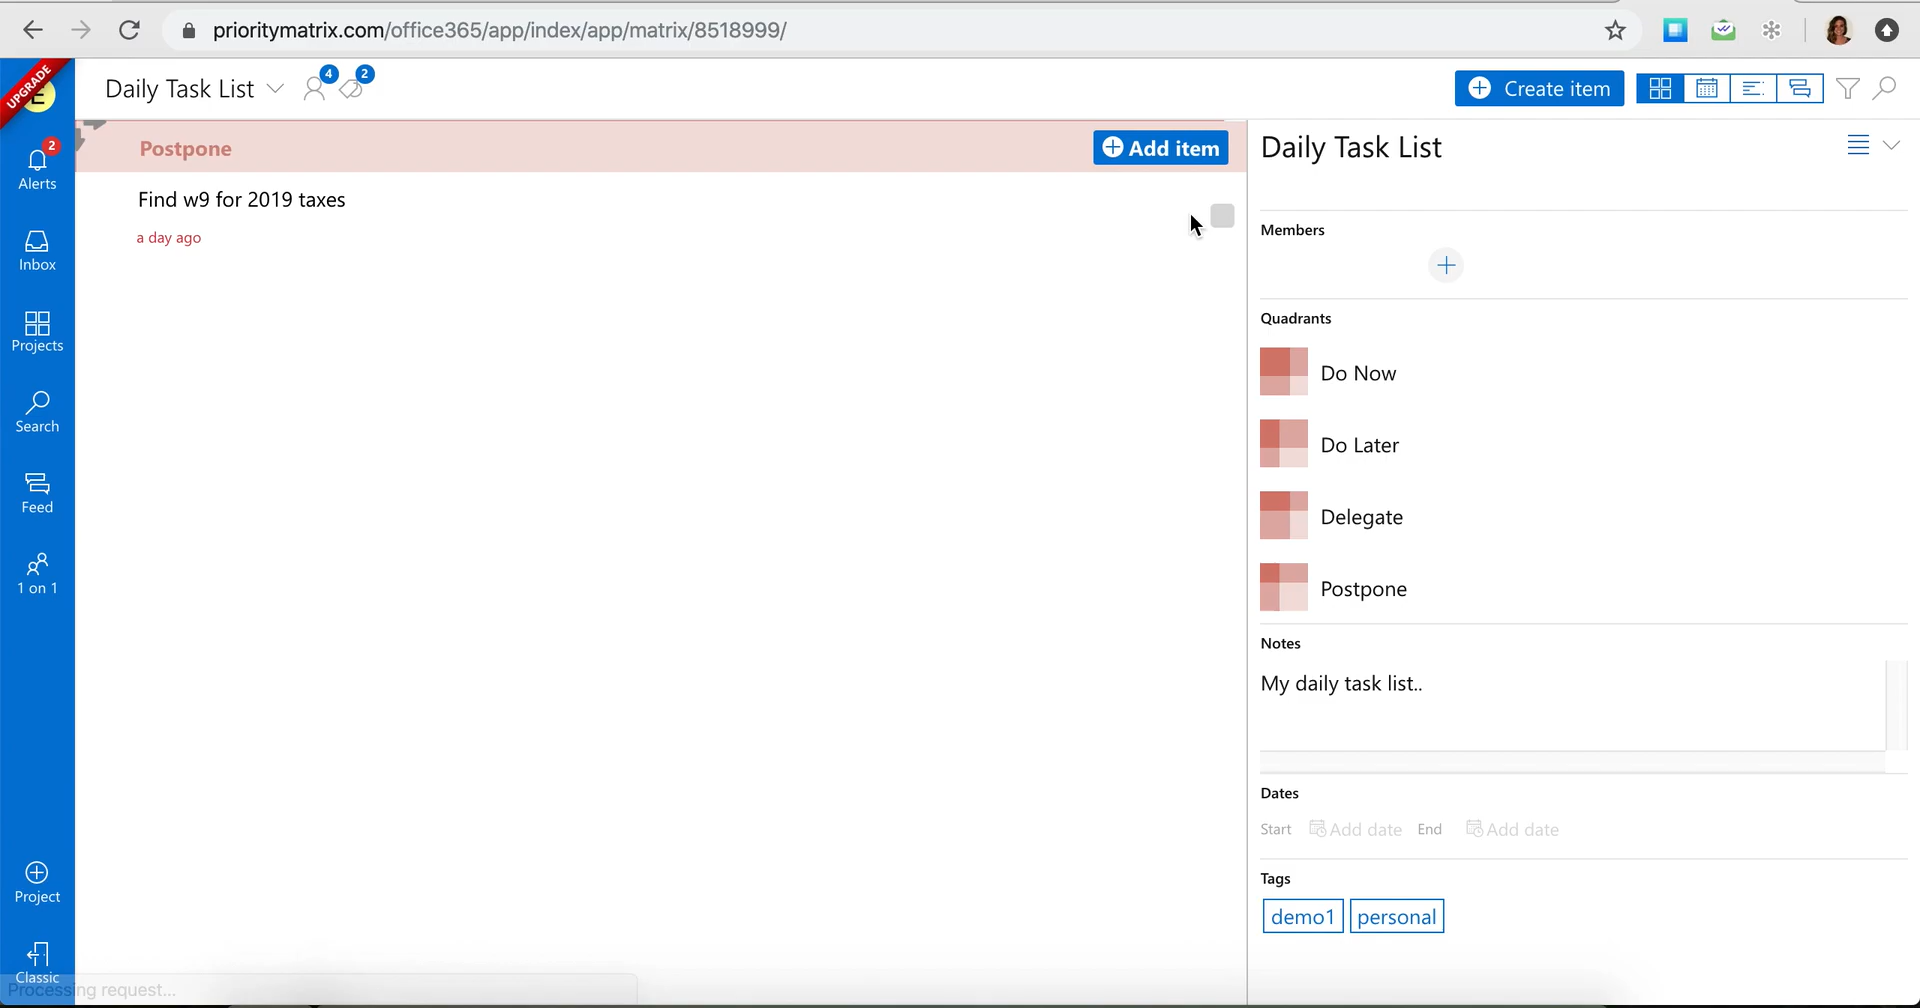 prioritymatrix.com/office365/app/index/app/matrix/8518999/
UPGRADE
E
Daily Task List
4
2
Create item
2
Alerts
Inbox
Projects
Search
Feed
1 on 1
Project
Classic
Processing request...
Postpone
Add item
Find w9 for 2019 taxes
a day ago
Daily Task List
Members
Quadrants
Do Now
Do Later
Delegate
Postpone
Notes
My daily task list..
Dates
Start Add date End Add date
Tags
demo1 personal